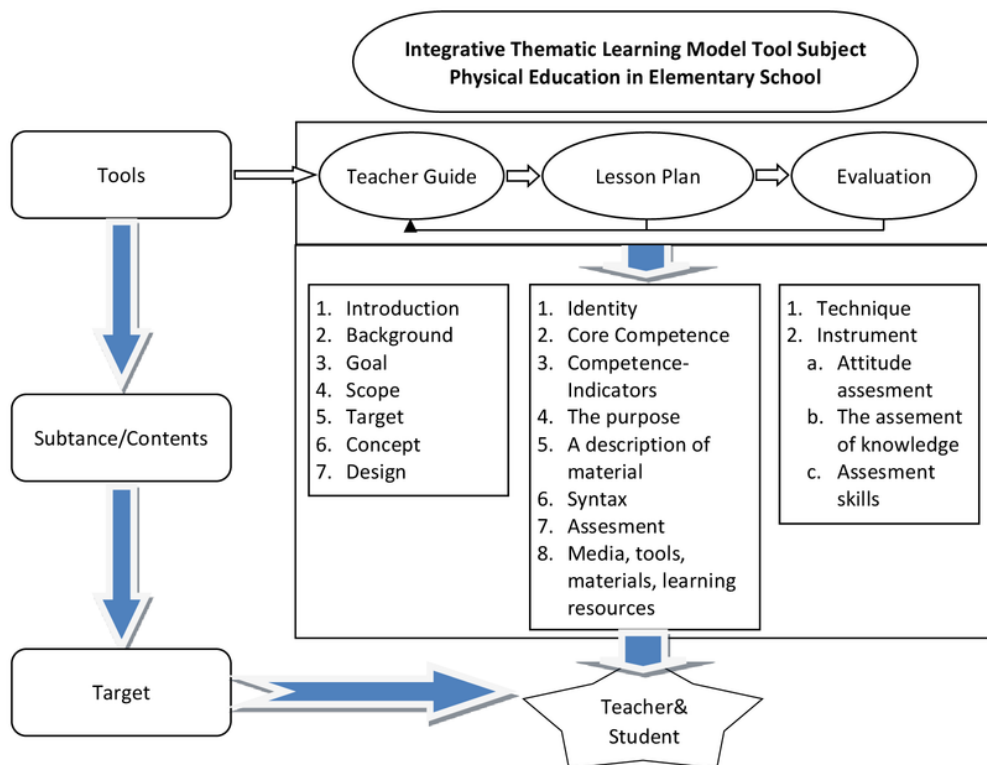 Integrative Thematic Learning Model Tool Subject
Physical Education in Elementary School
Tools
Teacher Guide
Lesson Plan
Evaluation
Subtance/Contents
1. Introduction
2. Background
3. Goal
4. Scope
5. Target
6. Concept
7. Design
1. Identity
2. Core Competence
3. Competence-
Indicators
4. The purpose
5. A description of
material
6. Syntax
7. Assesment
8. Media, tools,
materials, learning
resources
1. Technique
2. Instrument
a. Attitude
assesment
b. The assement
of knowledge
c. Assesment
skills
Target
Teacher&
Student